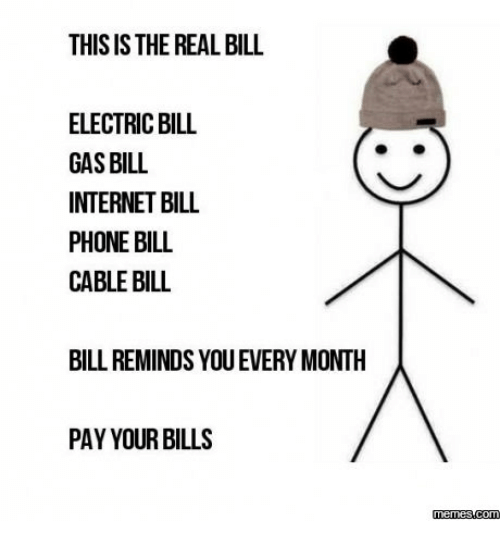 THIS IS THE REAL BILL
ELECTRIC BILL
GAS BILL
INTERNET BILL
PHONE BILL
CABLE BILL
BILL REMINDS YOU EVERY MONTH
PAY YOUR BILLS
memes.com